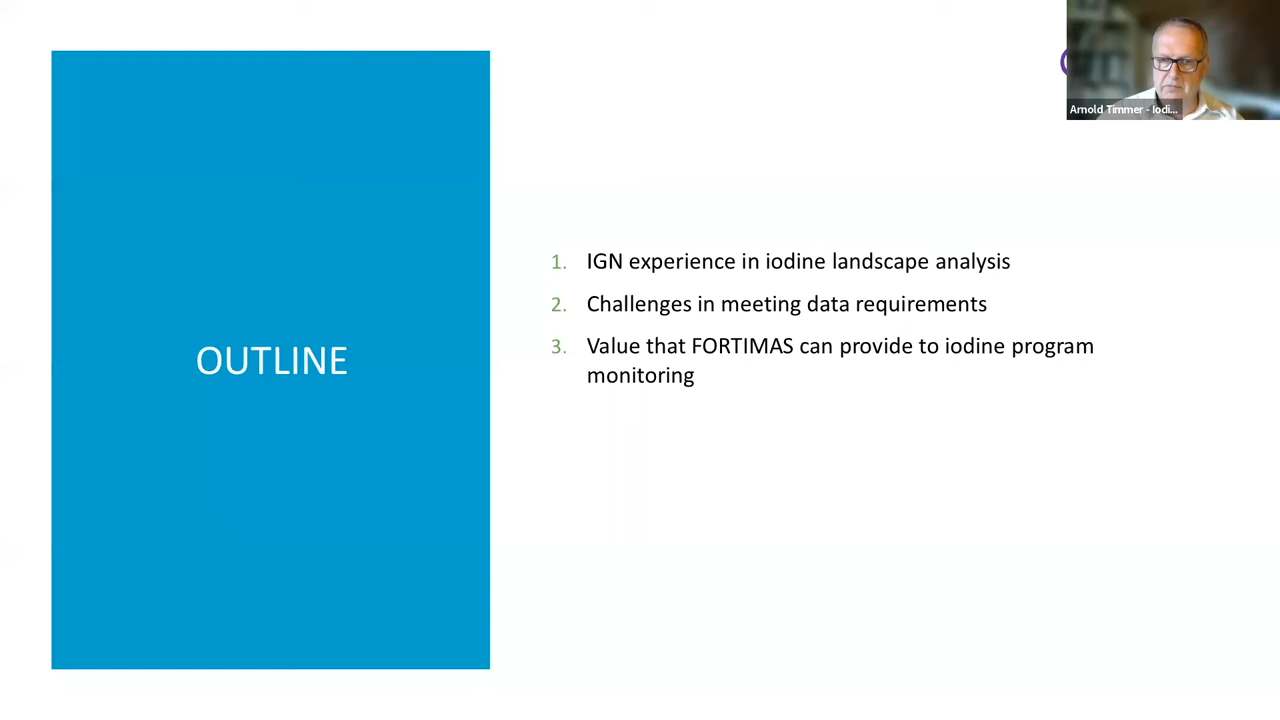 Arnold Timmer - Iodi...
OUTLINE
1. IGN experience in iodine landscape analysis
2. Challenges in meeting data requirements
3. Value that FORTIMAS can provide to iodine program
monitoring